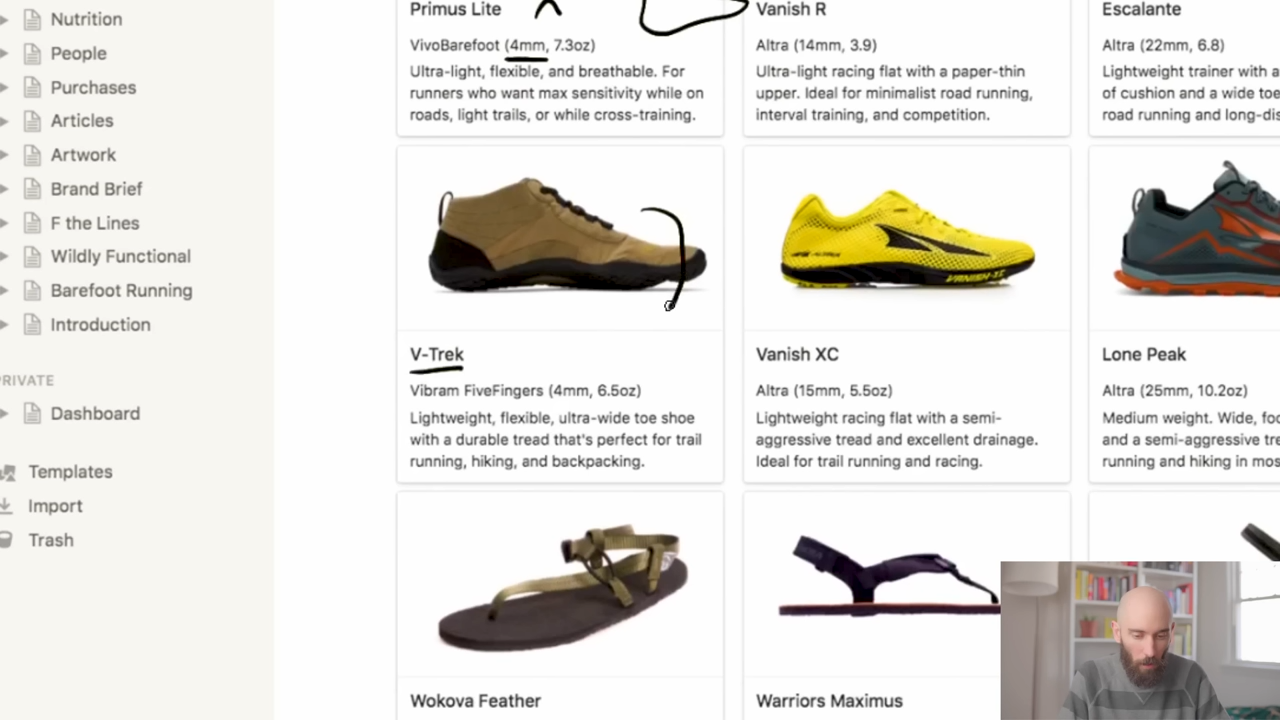 Nutrition
People
Purchases
Articles
Artwork
Brand Brief
F the Lines
Wildly Functional
Barefoot Running
Introduction
PRIVATE
Dashboard
Templates
Import
Trash
Primus Lite
VivoBarefoot (4mm, 7.3oz)
Ultra-light, flexible, and breathable. For
runners who want max sensitivity while on
roads, light trails, or while cross-training.
Vanish R
Altra (14mm, 3.9)
Ultra-light racing flat with a paper-thin
upper. Ideal for minimalist road running,
interval training, and competition.
Escalante
Altra (22mm, 6.8)
Lightweight trainer with a
of cushion and a wide toe
road running and long-dis
V-Trek
Vibram FiveFingers (4mm, 6.5oz)
Lightweight, flexible, ultra-wide toe shoe
with a durable tread that's perfect for trail
running, hiking, and backpacking.
VANISH-XC
Vanish XC
Altra (15mm, 5.5oz)
Lightweight racing flat with a semi-
aggressive tread and excellent drainage.
Ideal for trail running and racing.
Lone Peak
Altra (25mm, 10.2oz)
Medium weight. Wide, foo
and a semi-aggressive tre
running and hiking in mos
Wokova Feather
Warriors Maximus